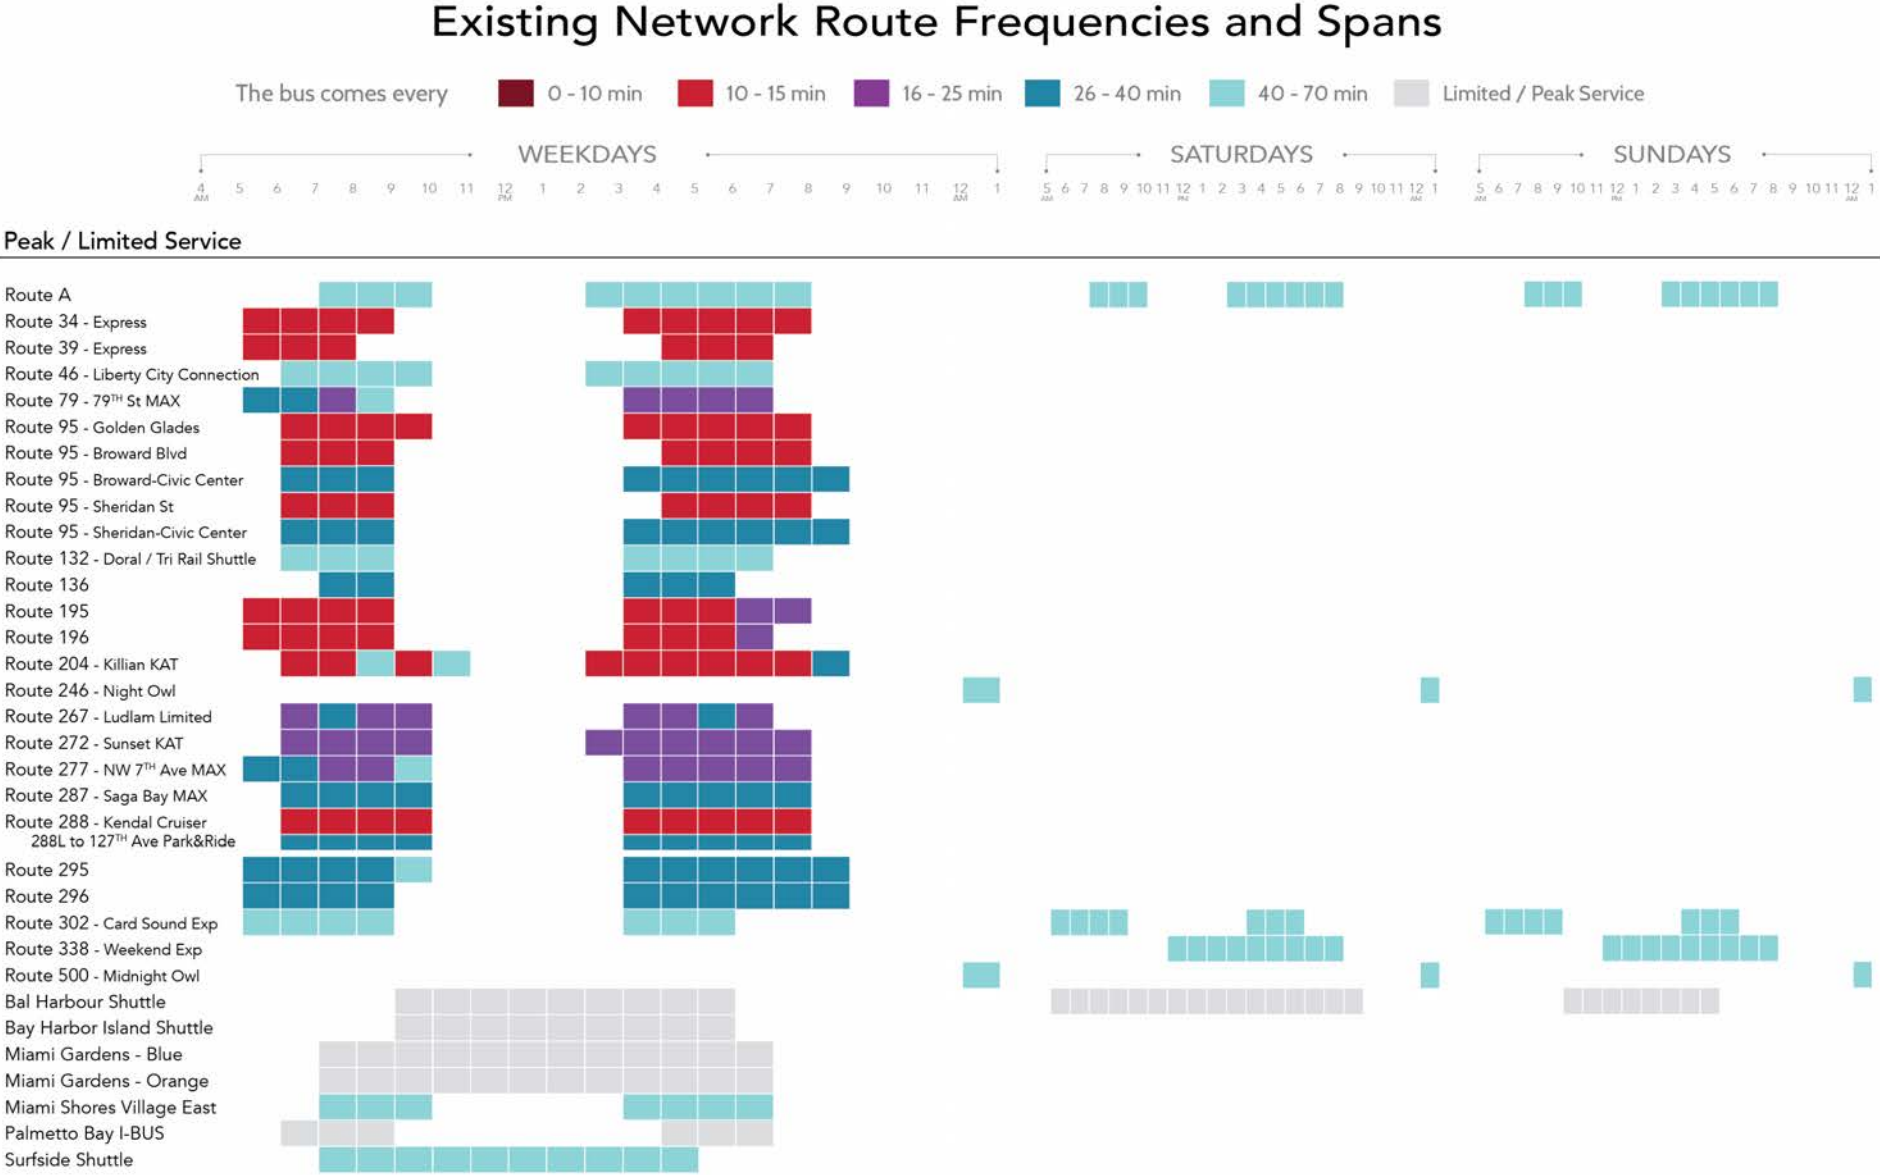 Existing Network Route Frequencies and Spans
The bus comes every 0 - 10 min 10 - 15 min 16 - 25 min 26 - 40 min 40 - 70 min Limited / Peak Service
WEEKDAYS SATURDAYS SUNDAYS
4 5 6 7 8 9 10 11 12 1 2 3 4 5 6 7 8 9 10 11 12 1 5 6 7 8 9 10 11 12 1 2 3 4 5 6 7 8 9 10 11 12 1 5 6 7 8 9 10 11 12 1 2 3 4 5 6 7 8 9 10 11 12 1
AM PM AM AM PM AM AM PM AM
Peak / Limited Service
Route A
Route 34 - Express
Route 39 - Express
Route 46 - Liberty City Connection
Route 79 - 79TH St MAX
Route 95 - Golden Glades
Route 95 - Broward Blvd
Route 95 - Broward-Civic Center
Route 95 - Sheridan St
Route 95 - Sheridan-Civic Center
Route 132 - Doral / Tri Rail Shuttle
Route 136
Route 195
Route 196
Route 204 - Killian KAT
Route 246 - Night Owl
Route 267 - Ludlam Limited
Route 272 - Sunset KAT
Route 277 - NW 7TH Ave MAX
Route 287 - Saga Bay MAX
Route 288 - Kendal Cruiser
288L to 127TH Ave Park&Ride
Route 295
Route 296
Route 302 - Card Sound Exp
Route 338 - Weekend Exp
Route 500 - Midnight Owl
Bal Harbour Shuttle
Bay Harbor Island Shuttle
Miami Gardens - Blue
Miami Gardens - Orange
Miami Shores Village East
Palmetto Bay I-BUS
Surfside Shuttle